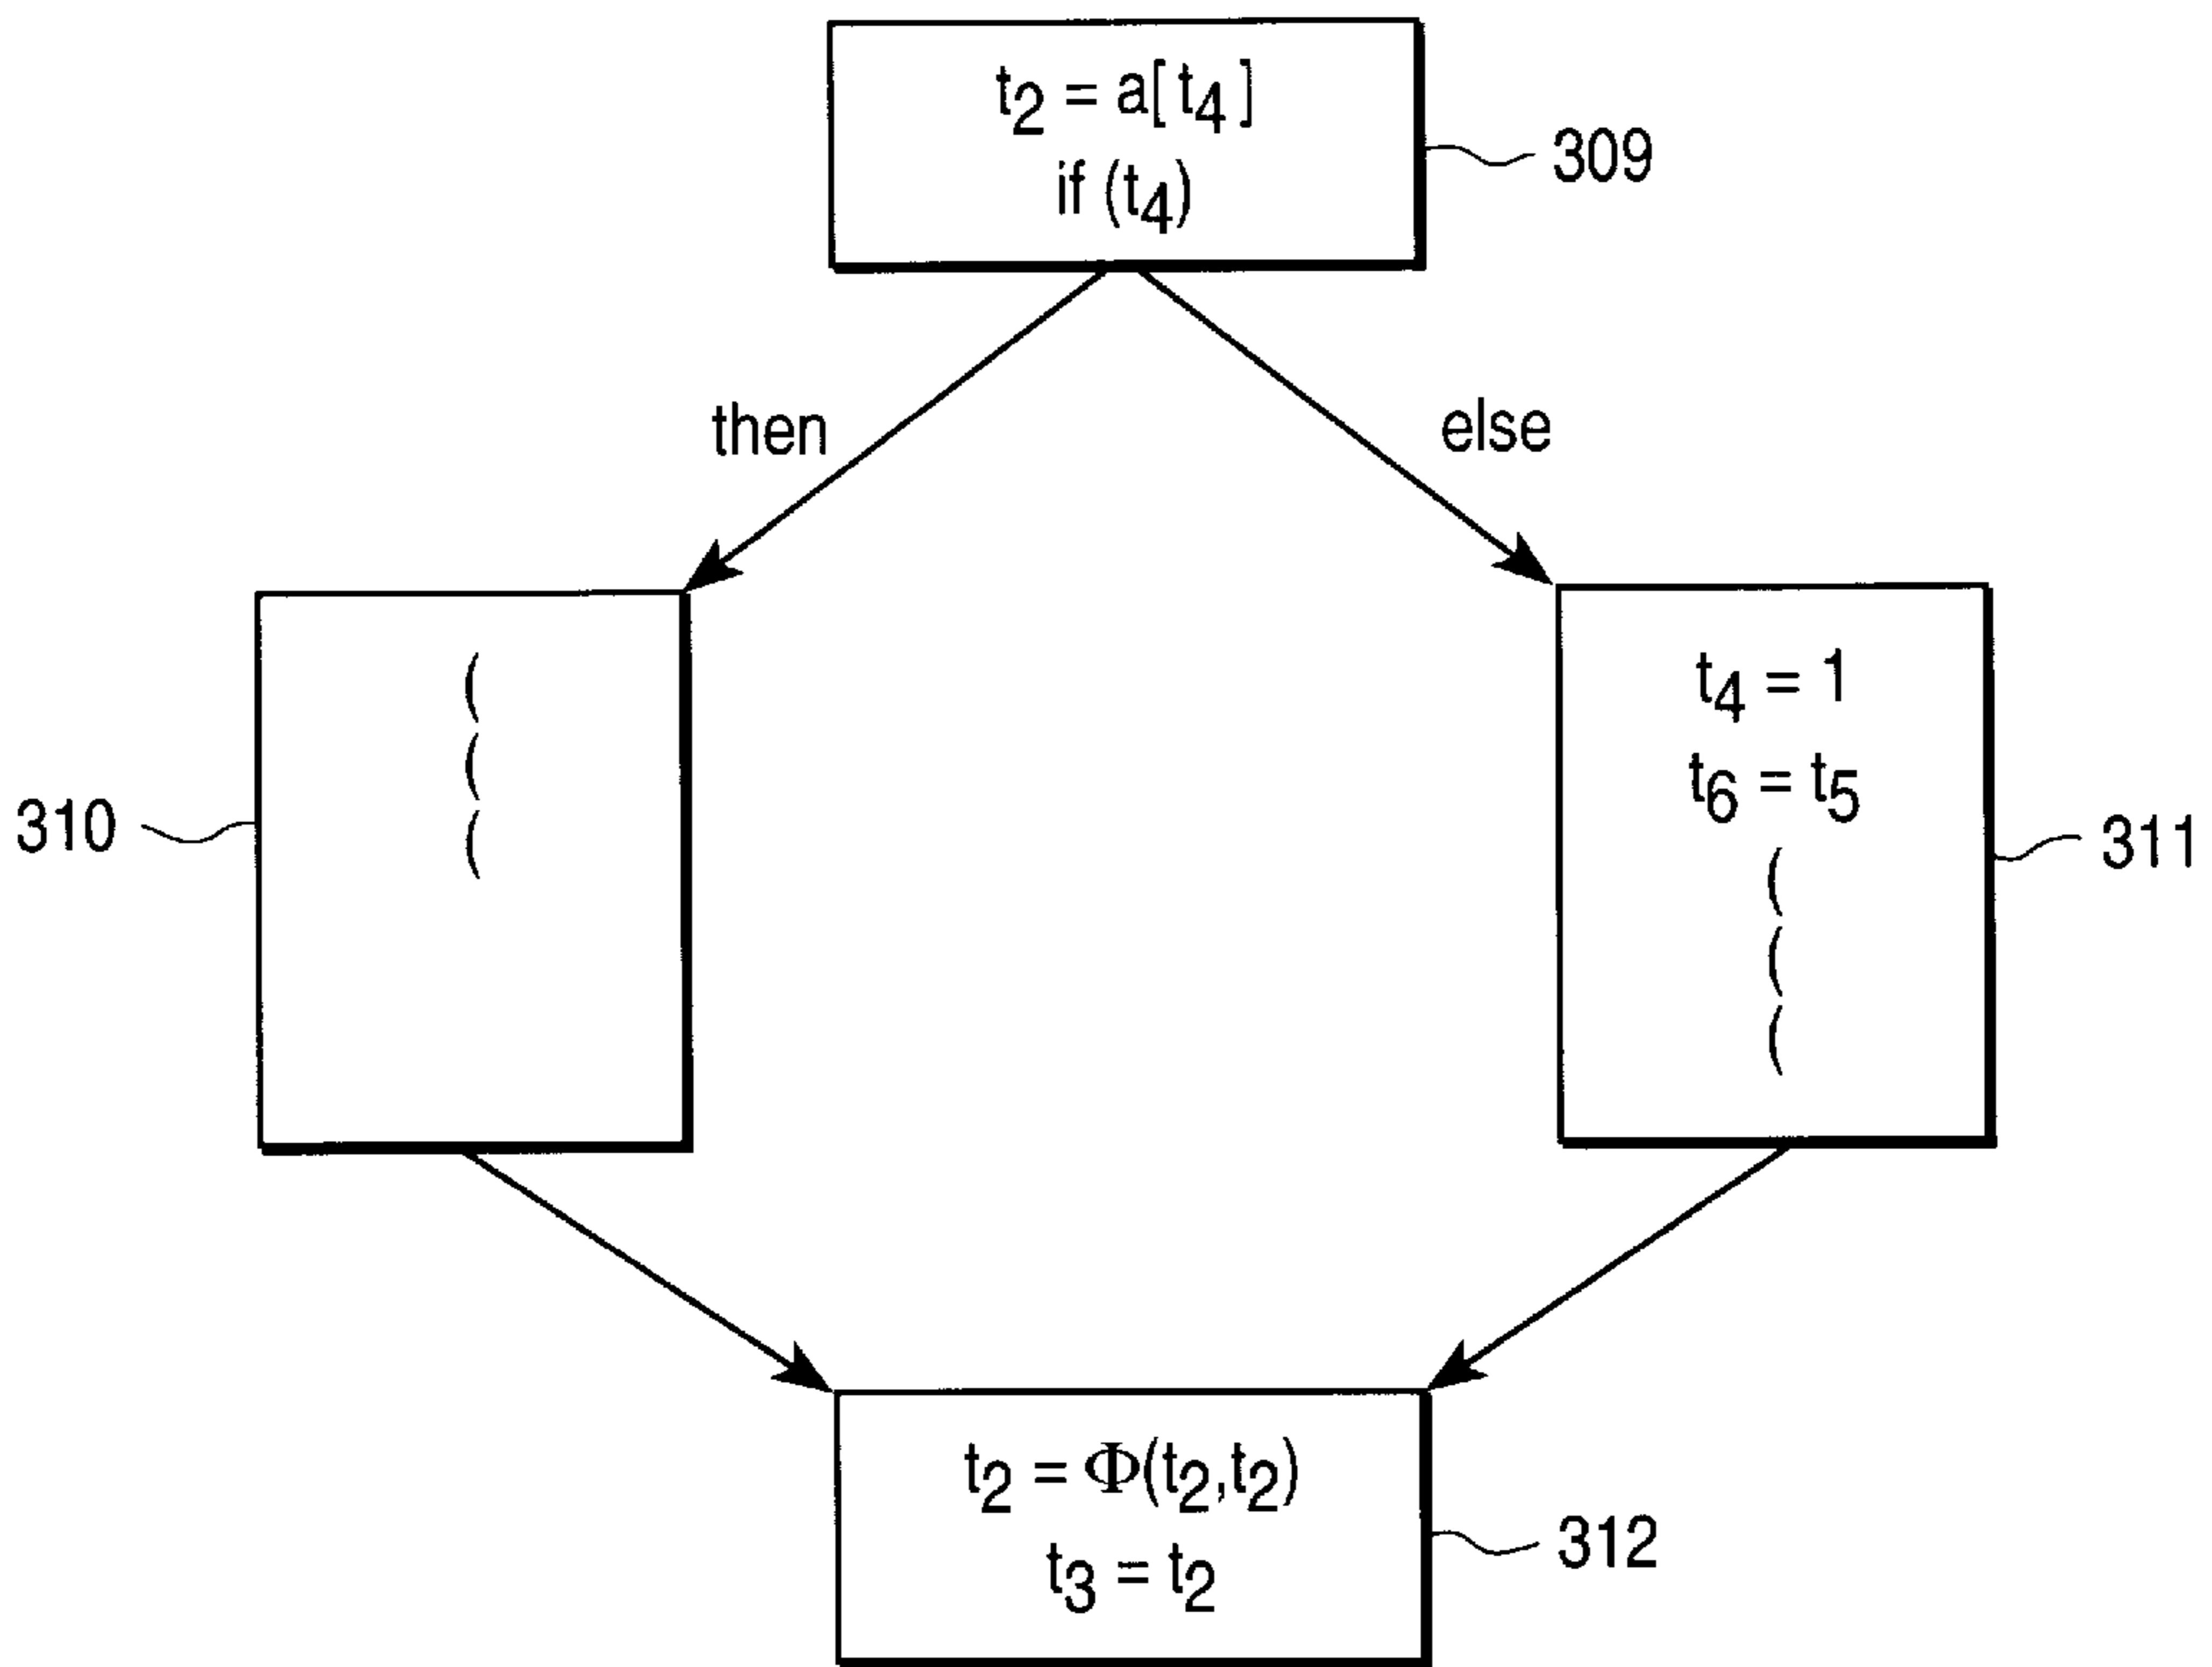 t₂ = a[ t₄ ]
if (t₄)
309
then
else
(
(
(
310
t₄ = 1
t₆ = t₅
(
(
(
311
t₂ = Φ(t₂,t₂)
t₃ = t₂
312